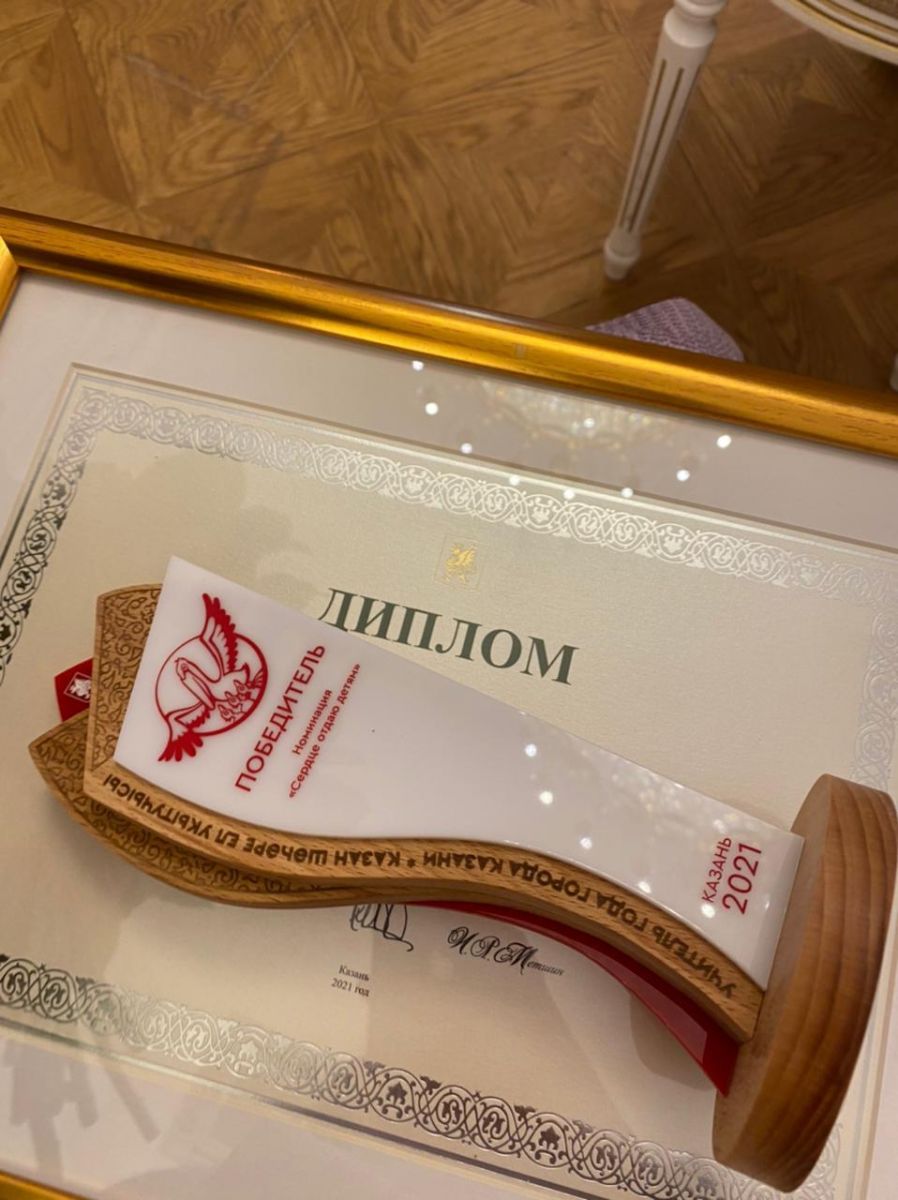 ДИПЛОМ
ПОБЕДИТЕЛЬ
Номинация
«Сердце отдаю детям»
УЧИТЕЛЬ ГОДА ГОРОДА КАЗАНИ * КАЗАН ШӘҺӘРЕ ЕЛ УКЫТУЧЫСЫ
КАЗАНЬ
2021
И.Р.Метшин
Казань
2021 год